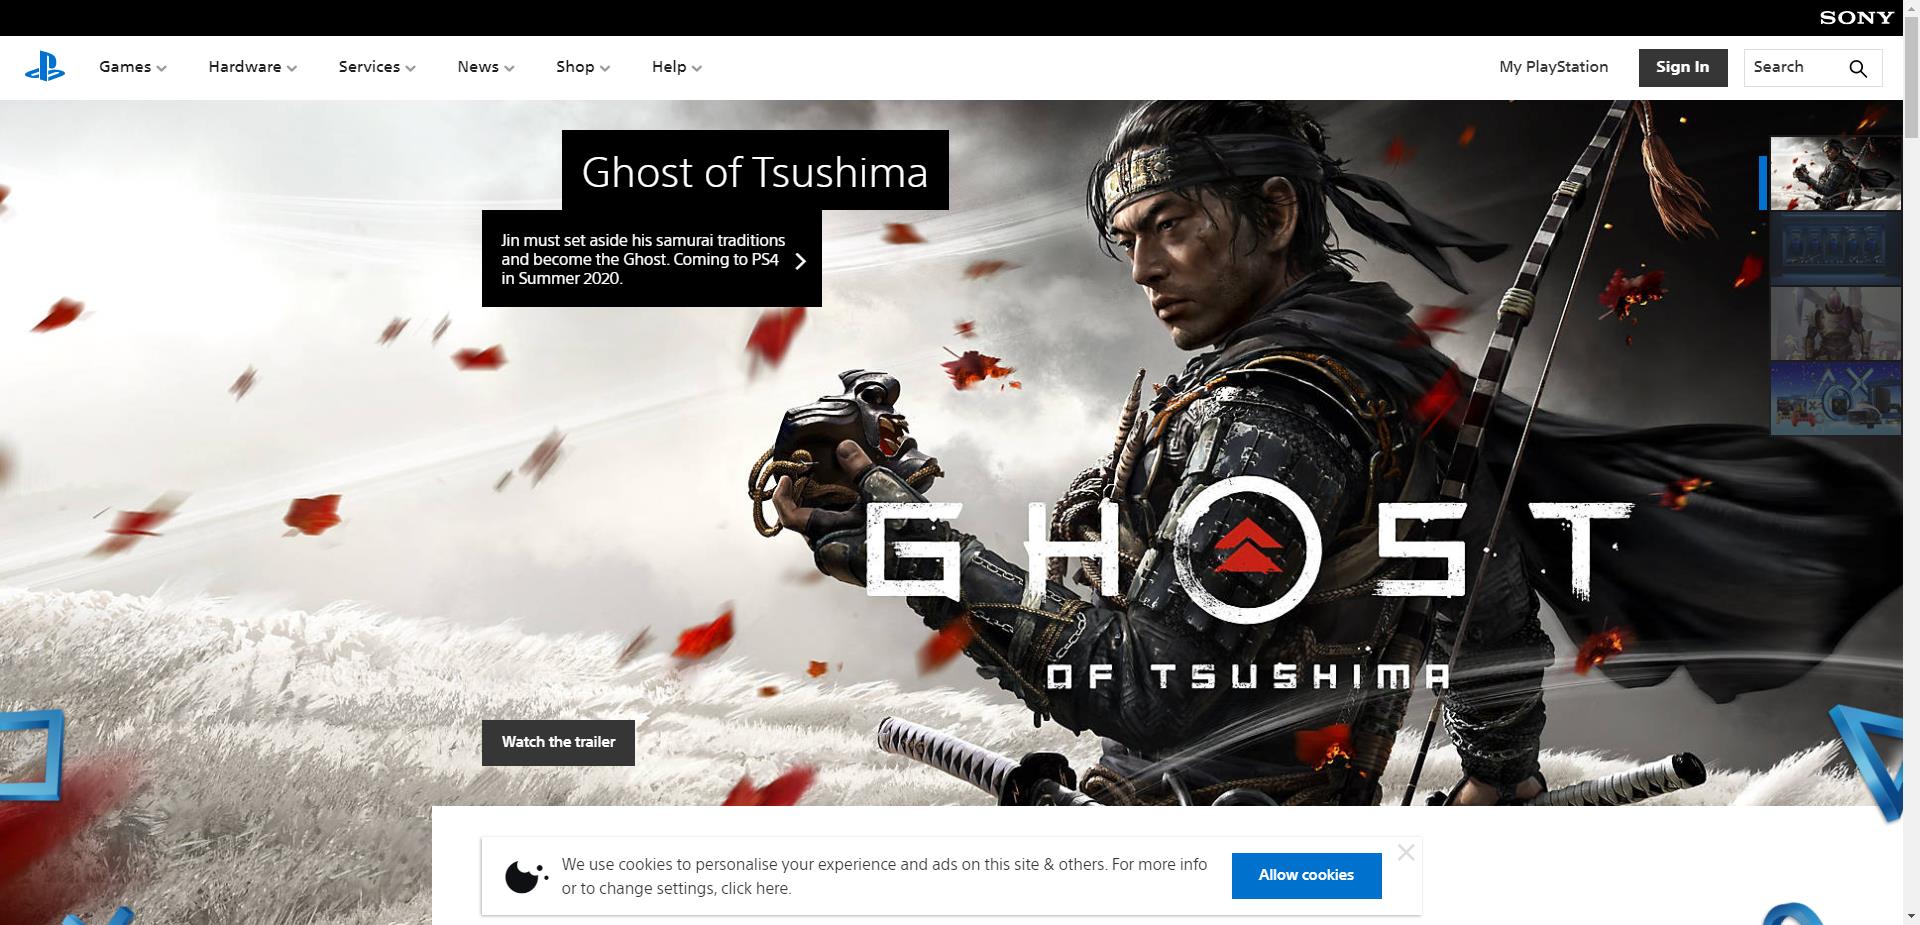 SONY
Games
Hardware
Services
News
Shop
Help
My PlayStation
Sign In
Search
Ghost of Tsushima
Jin must set aside his samurai traditions
and become the Ghost. Coming to PS4
in Summer 2020.
GHOST
OF TSUSHIMA
Watch the trailer
We use cookies to personalise your experience and ads on this site & others. For more info
or to change settings, click here.
Allow cookies